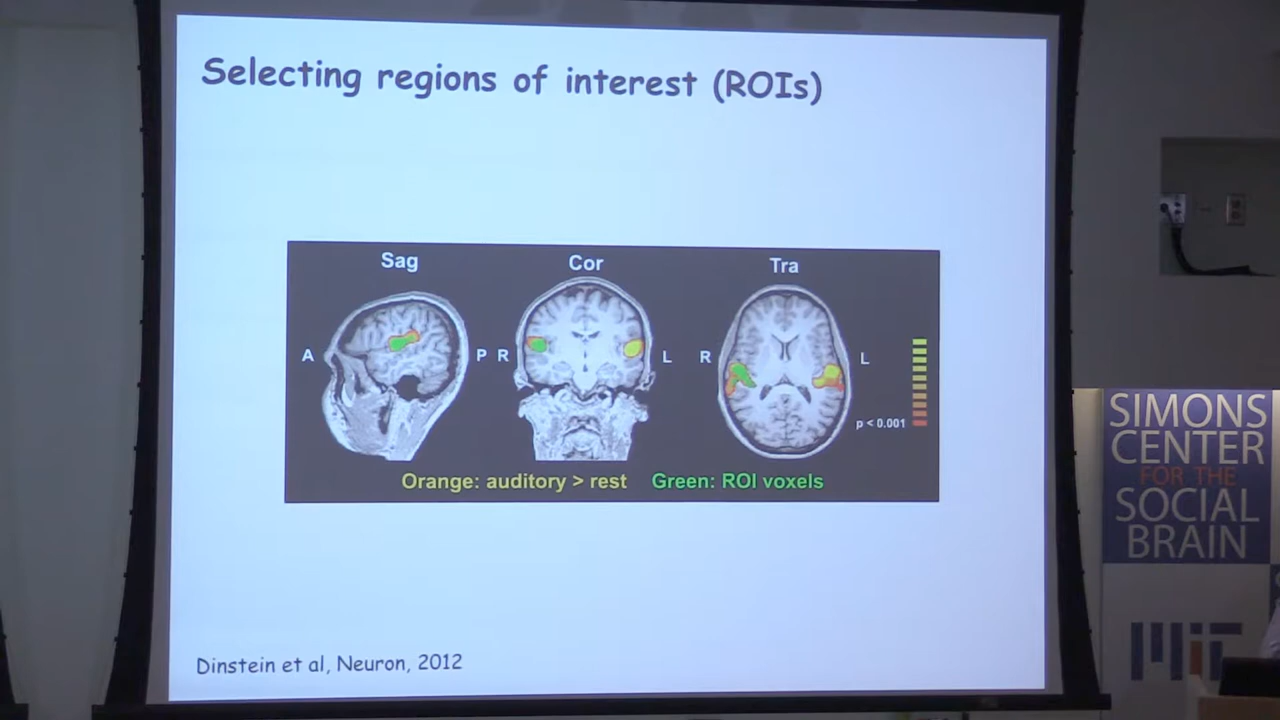 Selecting regions of interest (ROIs)
Sag Cor Tra
A P R L R L
p < 0.001
Orange: auditory > rest Green: ROI voxels
Dinstein et al, Neuron, 2012
SIMONS
CENTER
FOR THE
SOCIAL
BRAIN
MIT